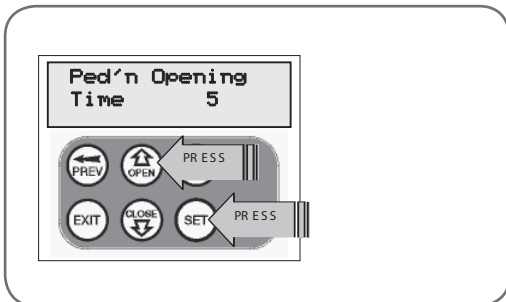 Ped'n Opening
Time 5
PREV
OPEN
PRESS
EXIT
CLOSE
SET
PRESS